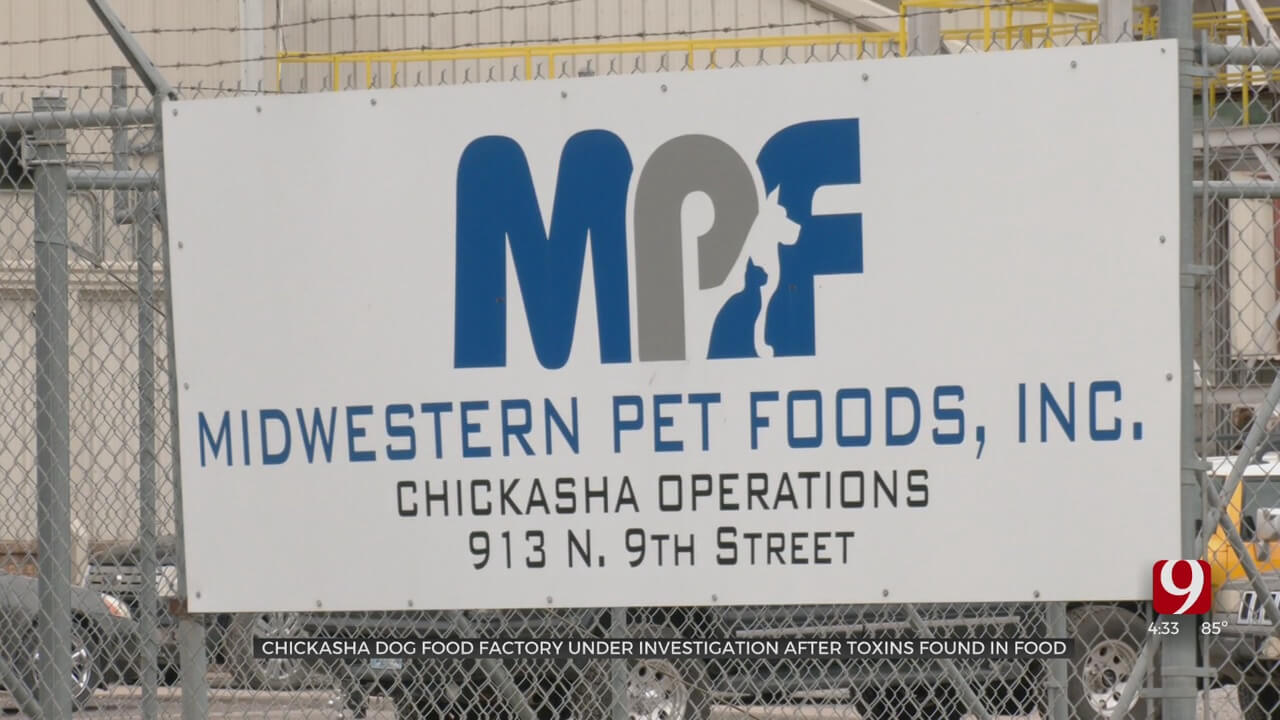 MPF
MIDWESTERN PET FOODS, INC.
CHICKASHA OPERATIONS
913 N. 9TH STREET
9
4:33 85°
CHICKASHA DOG FOOD FACTORY UNDER INVESTIGATION AFTER TOXINS FOUND IN FOOD